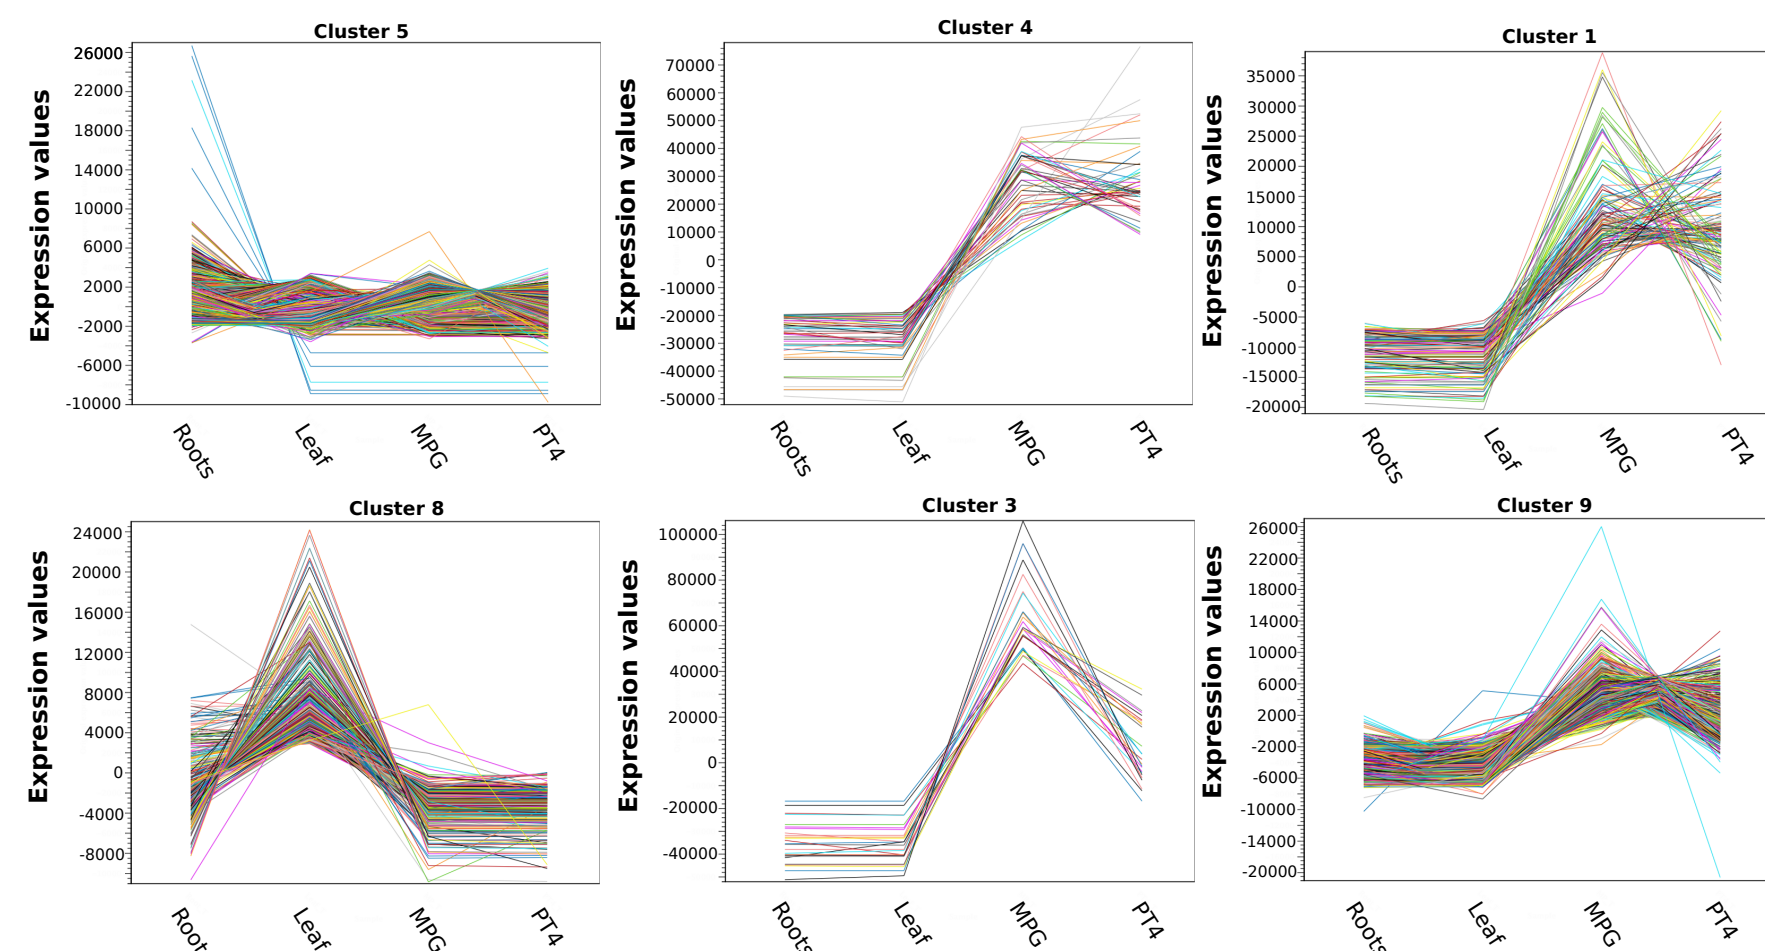 Cluster 5
Expression values
26000
22000
18000
14000
10000
6000
2000
-2000
-6000
-10000
Roots
Leaf
MPG
PT4
Cluster 4
Expression values
70000
60000
50000
40000
30000
20000
10000
0
-10000
-20000
-30000
-40000
-50000
Roots
Leaf
MPG
PT4
Cluster 1
Expression values
35000
30000
25000
20000
15000
10000
5000
0
-5000
-10000
-15000
-20000
Roots
Leaf
MPG
PT4
Cluster 8
Expression values
24000
20000
16000
12000
8000
4000
0
-4000
-8000
Root
Leaf
MPG
PT4
Cluster 3
Expression values
100000
80000
60000
40000
20000
0
-20000
-40000
Roots
Leaf
MPG
PT4
Cluster 9
Expression values
26000
22000
18000
14000
10000
6000
2000
-2000
-6000
-10000
-14000
-20000
Roots
Leaf
MPG
PT4